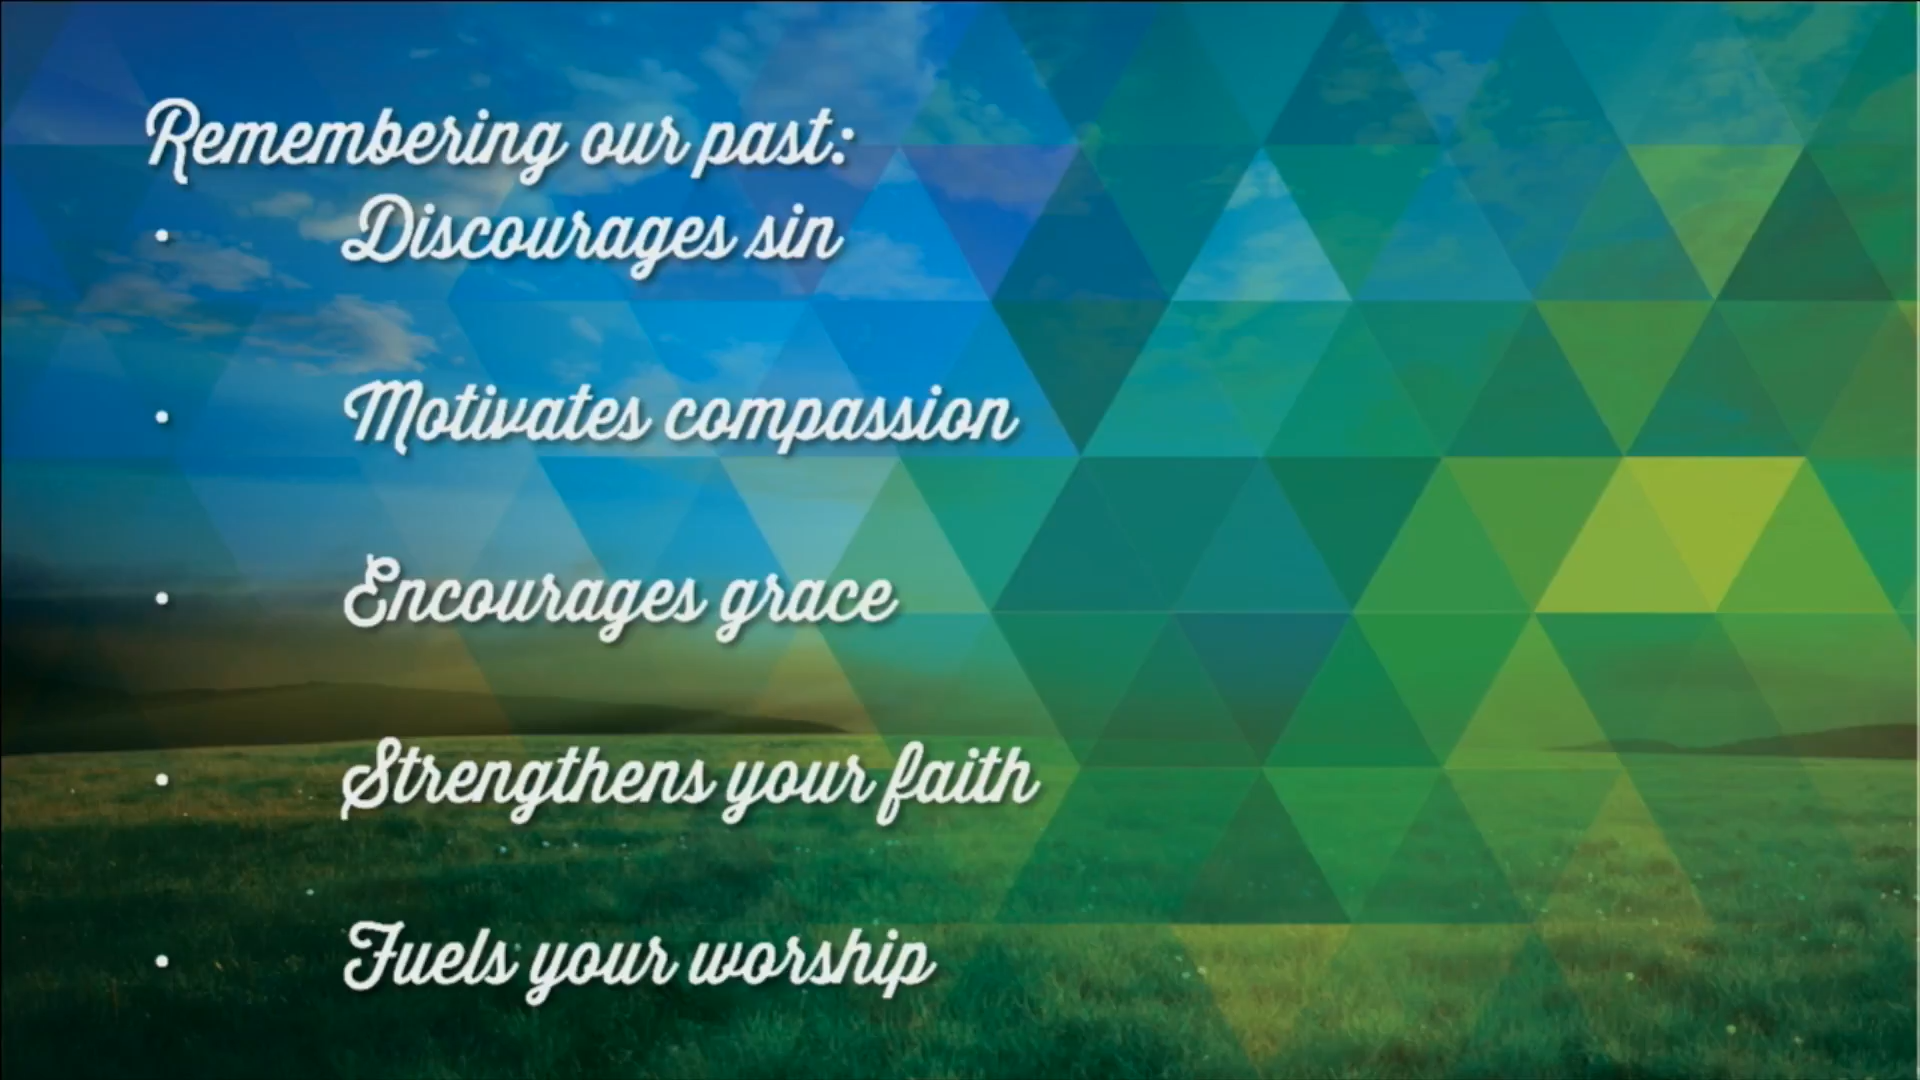 Remembering our past:
• Discourages sin
• Motivates compassion
• Encourages grace
• Strengthens your faith
• Fuels your worship